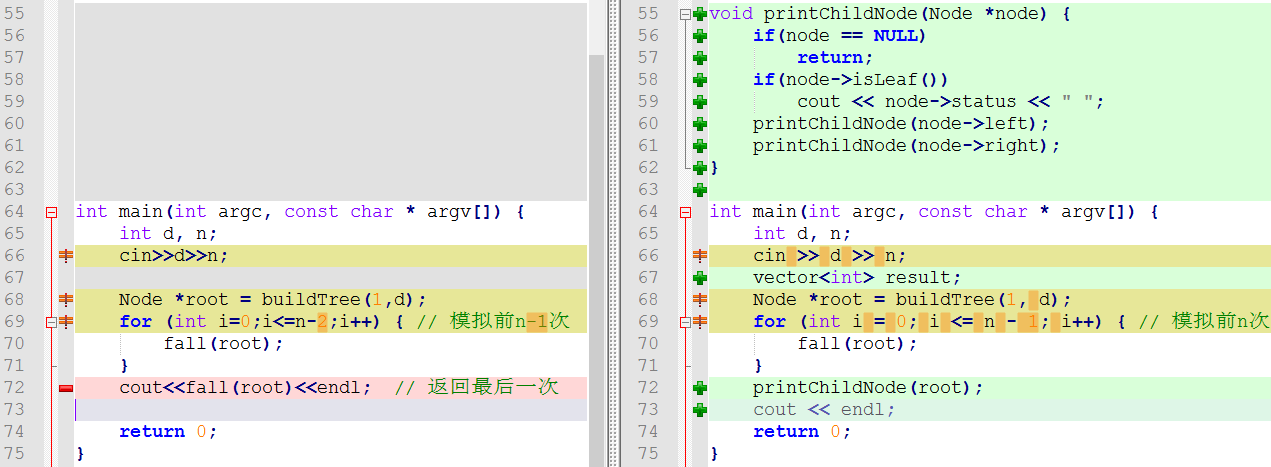 55
56
57
58
59
60
61
62
63
64 int main(int argc, const char * argv[]) {
65     int d, n;
66     cin>>d>>n;
67
68     Node *root = buildTree(1,d);
69     for (int i=0;i<=n-2;i++) { // 模拟前n-1次
70         fall(root);
71     }
72     cout<<fall(root)<<endl;  // 返回最后一次
73
74     return 0;
75 }
55 void printChildNode(Node *node) {
56     if(node == NULL)
57         return;
58     if(node->isLeaf())
59         cout << node->status << " ";
60     printChildNode(node->left);
61     printChildNode(node->right);
62 }
63
64 int main(int argc, const char * argv[]) {
65     int d, n;
66     cin >> d >> n;
67     vector<int> result;
68     Node *root = buildTree(1, d);
69     for (int i = 0; i <= n - 1; i++) { // 模拟前n次
70         fall(root);
71     }
72     printChildNode(root);
73     cout << endl;
74     return 0;
75 }